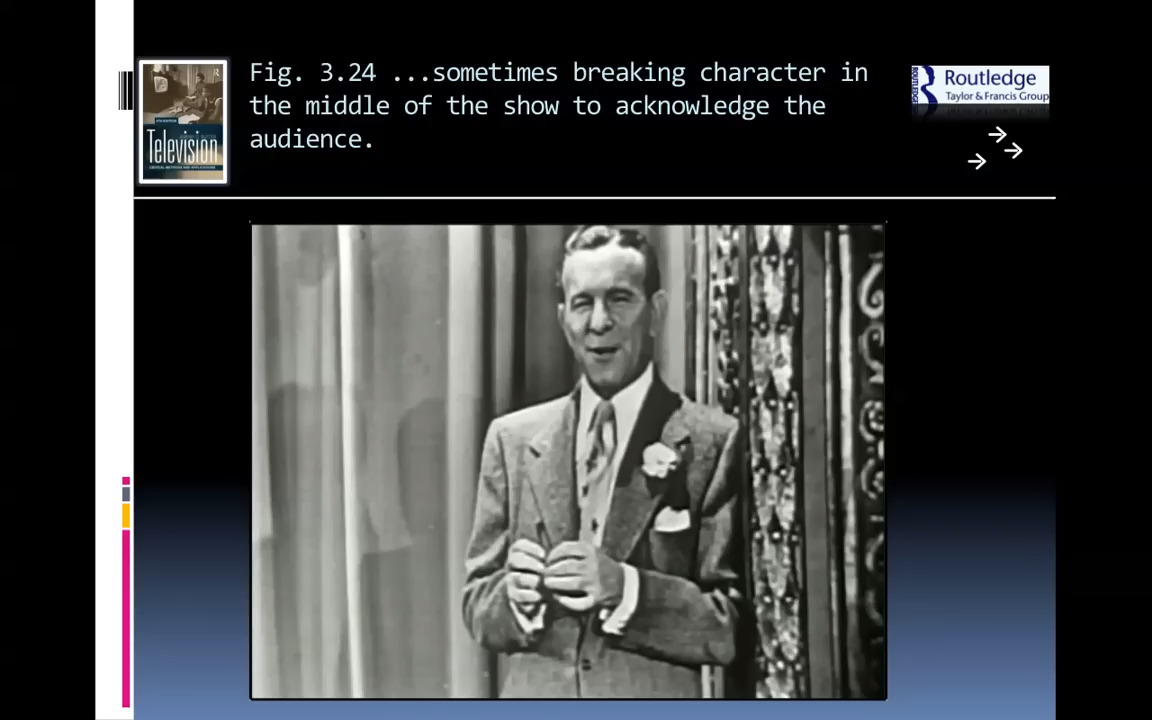 Fig. 3.24 ...sometimes breaking character in
the middle of the show to acknowledge the
audience.
Television
ROUTLEDGE
Routledge
Taylor & Francis Group